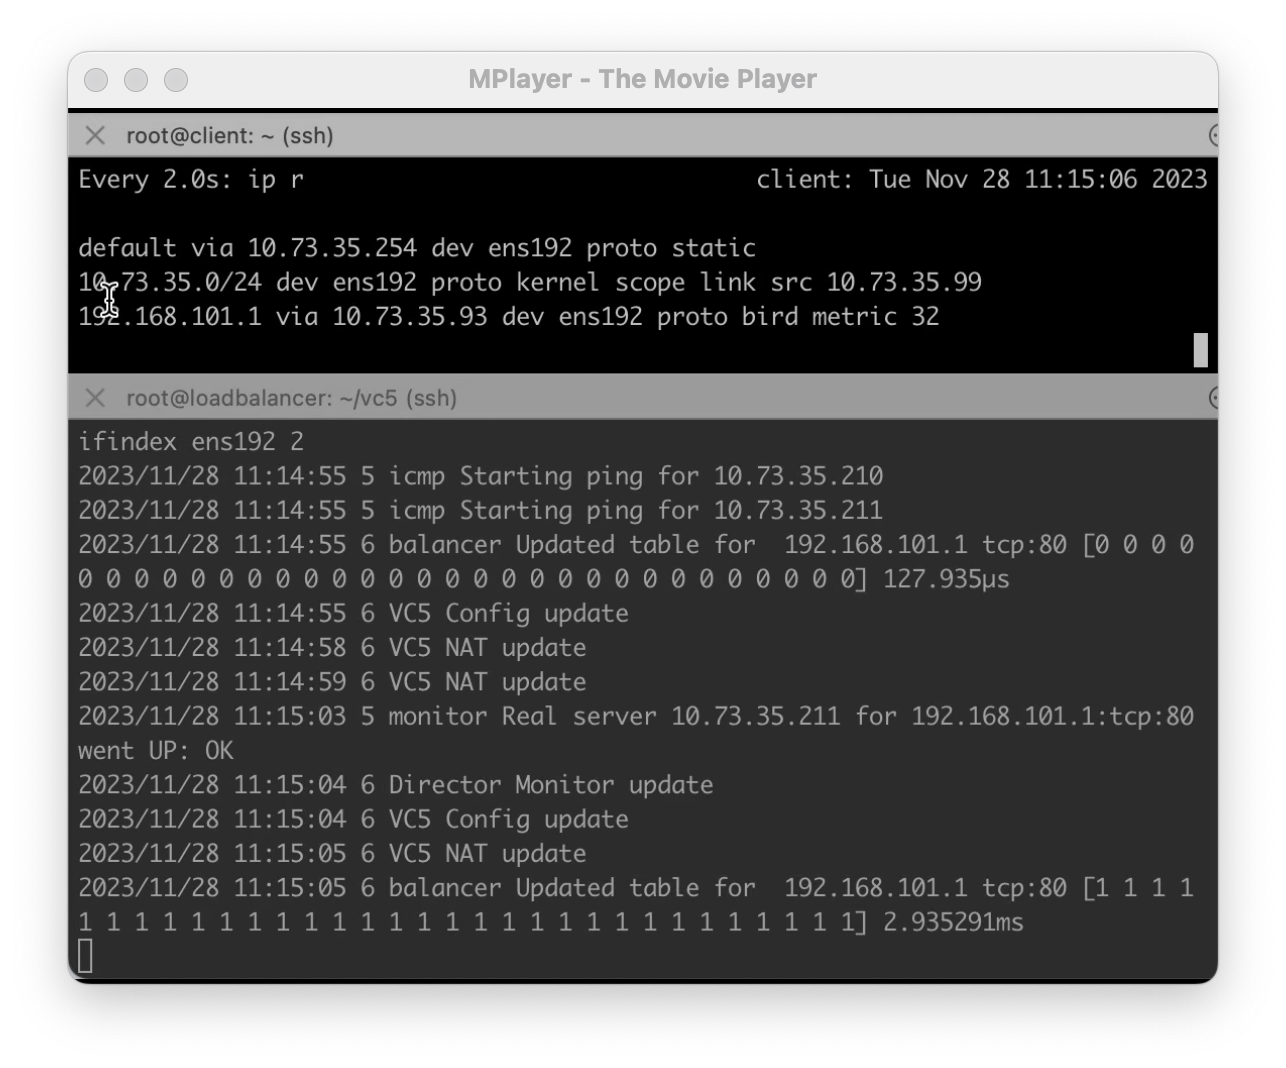 MPlayer - The Movie Player
root@client: ~ (ssh)
Every 2.0s: ip r client: Tue Nov 28 11:15:06 2023
default via 10.73.35.254 dev ens192 proto static
10.73.35.0/24 dev ens192 proto kernel scope link src 10.73.35.99
192.168.101.1 via 10.73.35.93 dev ens192 proto bird metric 32
root@loadbalancer: ~/vc5 (ssh)
ifindex ens192 2
2023/11/28 11:14:55 5 icmp Starting ping for 10.73.35.210
2023/11/28 11:14:55 5 icmp Starting ping for 10.73.35.211
2023/11/28 11:14:55 6 balancer Updated table for  192.168.101.1 tcp:80 [0 0 0 0
0 0 0 0 0 0 0 0 0 0 0 0 0 0 0 0 0 0 0 0 0 0 0 0] 127.935µs
2023/11/28 11:14:55 6 VC5 Config update
2023/11/28 11:14:58 6 VC5 NAT update
2023/11/28 11:14:59 6 VC5 NAT update
2023/11/28 11:15:03 5 monitor Real server 10.73.35.211 for 192.168.101.1:tcp:80
went UP: OK
2023/11/28 11:15:04 6 Director Monitor update
2023/11/28 11:15:04 6 VC5 Config update
2023/11/28 11:15:05 6 VC5 NAT update
2023/11/28 11:15:05 6 balancer Updated table for  192.168.101.1 tcp:80 [1 1 1 1
1 1 1 1 1 1 1 1 1 1 1 1 1 1 1 1 1 1 1 1 1 1 1 1] 2.935291ms